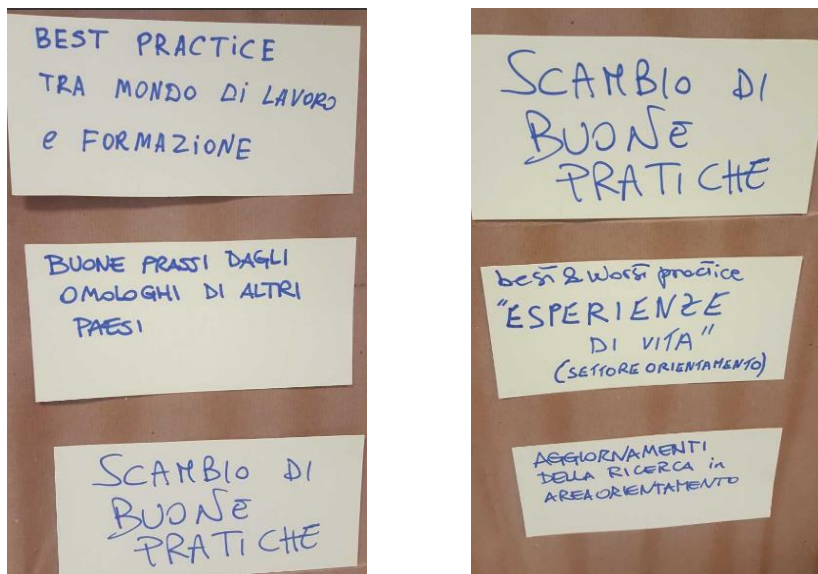 BEST PRACTICE
TRA MONDO Di LAVORO
e FORMAZIONE
BUONE PRASSI DAGLI
OMOLOGHI DI ALTRI
PAESI
SCAMBIO DI
BUONE
PRATICHE
SCAMBIO DI
BUONE
PRATICHE
best & worst practice
"ESPERIENZE
DI VITA"
(SETTORE ORIENTAMENTO)
AGGIORNAMENTI
DELLA RICERCA in
AREA ORIENTAMENTO